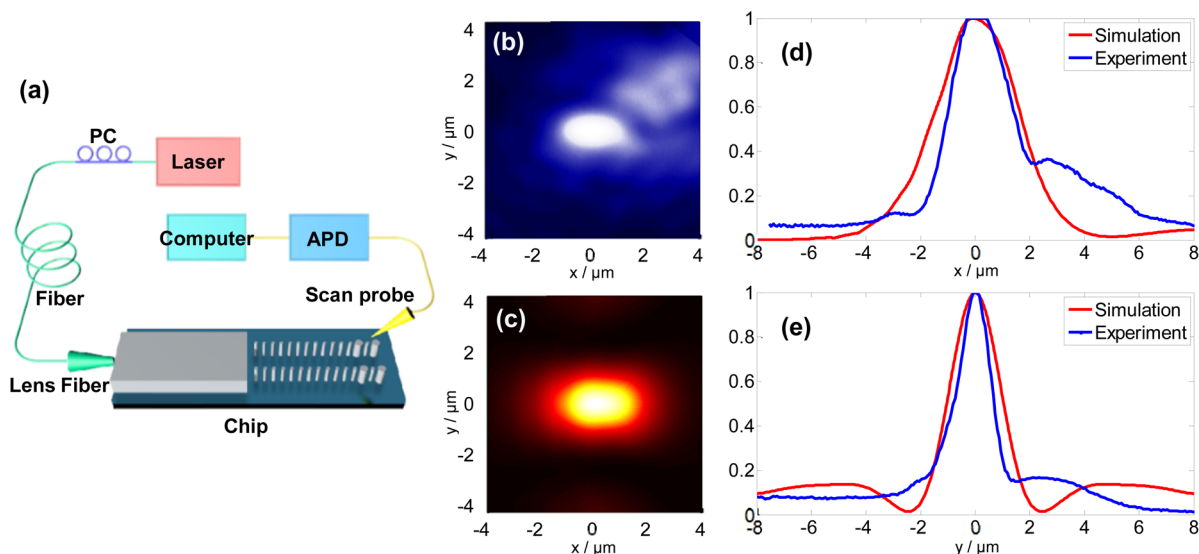 (a)
PC
Laser
Computer
APD
Fiber
Scan probe
Lens Fiber
Chip
(b)
4
2
0
-2
-4
y / μm
-4 -2 0 2 4
x / μm
(c)
4
2
0
-2
-4
y / μm
-4 -2 0 2 4
x / μm
(d)
Simulation
Experiment
1
0.8
0.6
0.4
0.2
0
-8 -6 -4 -2 0 2 4 6 8
x / μm
(e)
Simulation
Experiment
1
0.8
0.6
0.4
0.2
0
-8 -6 -4 -2 0 2 4 6 8
y / μm